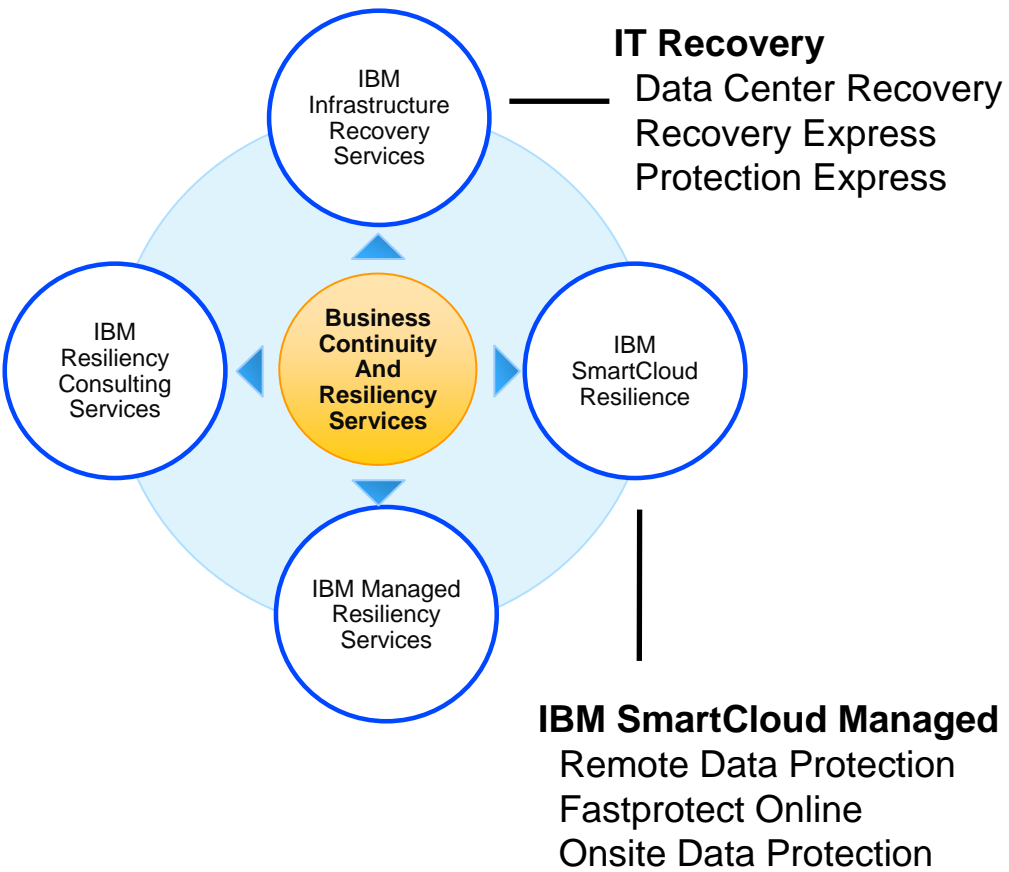 IT Recovery
Data Center Recovery
Recovery Express
Protection Express
IBM
Infrastructure
Recovery
Services
IBM
Resiliency
Consulting
Services
Business
Continuity
And
Resiliency
Services
IBM
SmartCloud
Resilience
IBM Managed
Resiliency
Services
IBM SmartCloud Managed
Remote Data Protection
Fastprotect Online
Onsite Data Protection